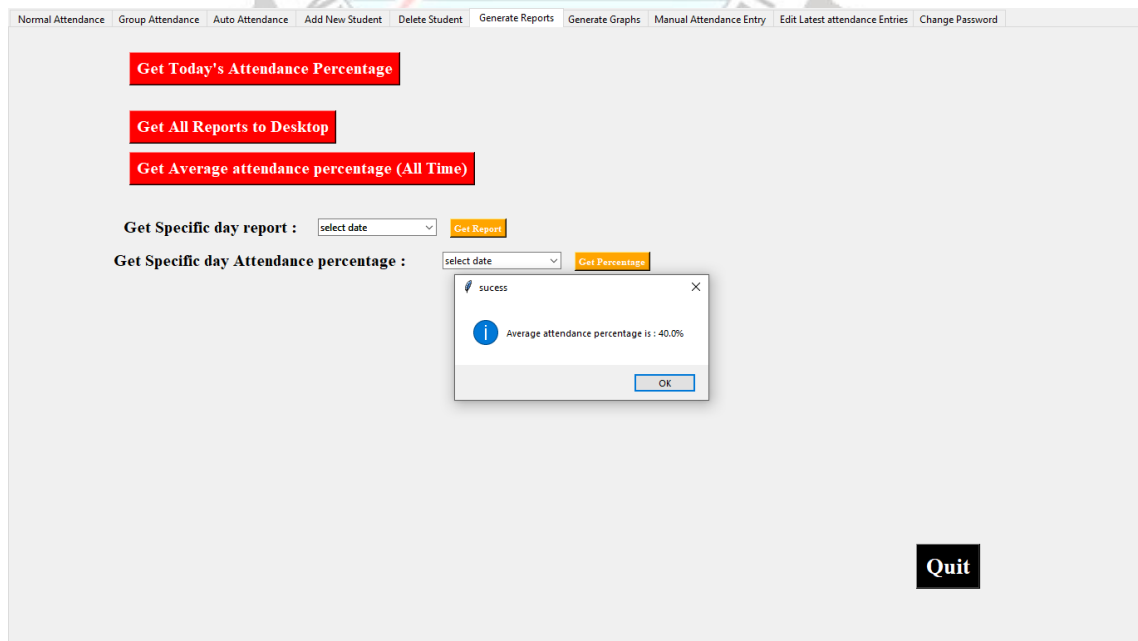 Normal Attendance Group Attendance Auto Attendance Add New Student Delete Student Generate Reports Generate Graphs Manual Attendance Entry Edit Latest attendance Entries Change Password
Get Today's Attendance Percentage
Get All Reports to Desktop
Get Average attendance percentage (All Time)
Get Specific day report : select date Get Report
Get Specific day Attendance percentage : select date Get Percentage
sucess
Average attendance percentage is : 40.0%
OK
Quit